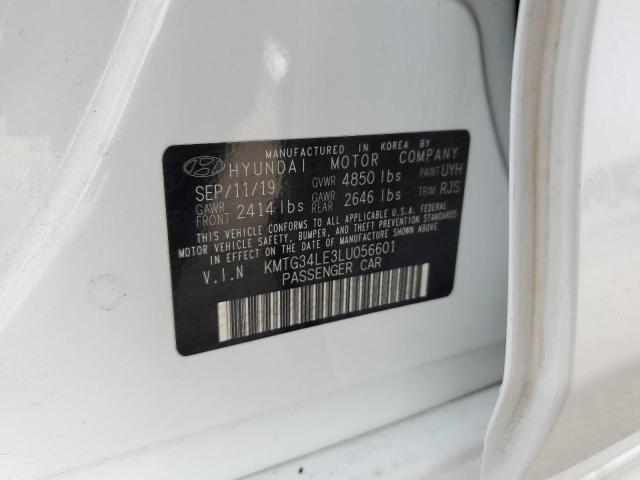 MANUFACTURED IN KOREA BY
HYUNDAI MOTOR COMPANY
SEP/11/19 GVWR 4850 lbs PAINT UYH
GAWR FRONT 2414 lbs GAWR REAR 2646 lbs TRIM RJS
THIS VEHICLE CONFORMS TO ALL APPLICABLE U.S.A. FEDERAL
MOTOR VEHICLE SAFETY, BUMPER, AND THEFT PREVENTION
STANDARDS IN EFFECT ON THE DATE OF MANUFACTURE SHOWN ABOVE.
V.I.N KMTG34LE3LU056601
PASSENGER CAR